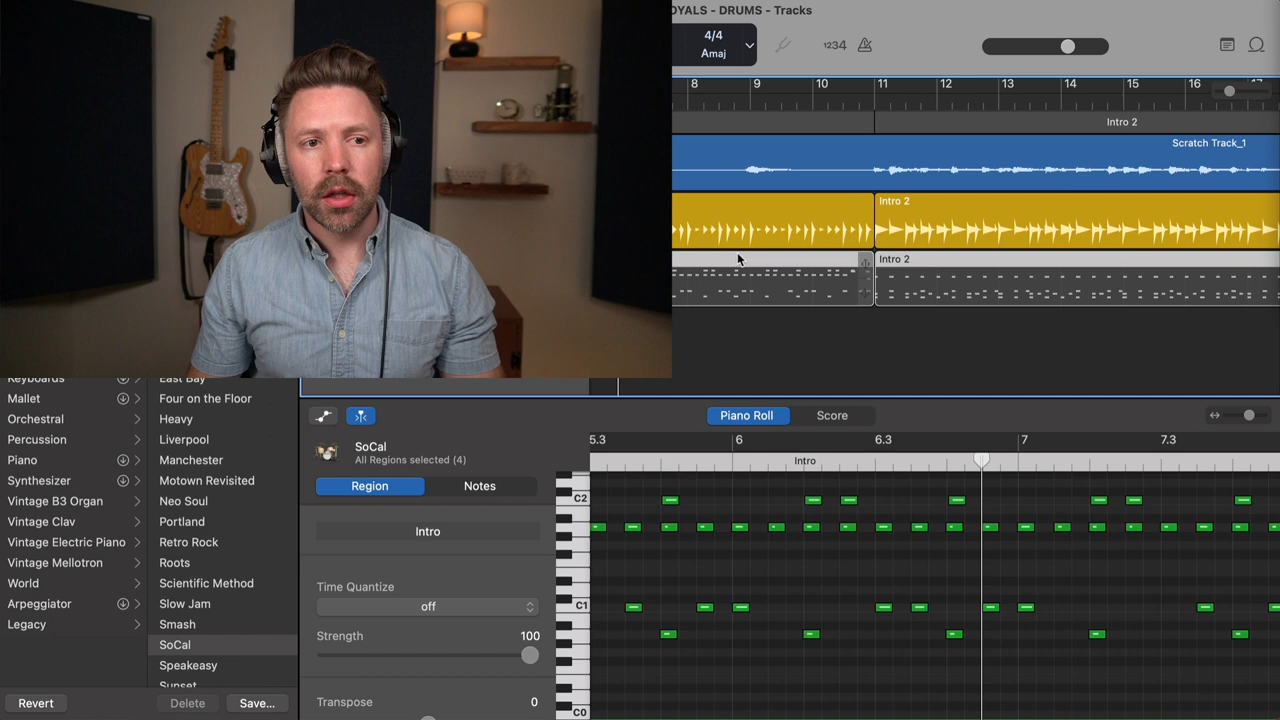 OYALS - DRUMS - Tracks
4/4
Amaj
1234
8 9 10 11 12 13 14 15 16 17
Intro 2
Scratch Track_1
Intro 2
Intro 2
Keyboards
Mallet
Orchestral
Percussion
Piano
Synthesizer
Vintage B3 Organ
Vintage Clav
Vintage Electric Piano
Vintage Mellotron
World
Arpeggiator
Legacy
East Bay
Four on the Floor
Heavy
Liverpool
Manchester
Motown Revisited
Neo Soul
Portland
Retro Rock
Roots
Scientific Method
Slow Jam
Smash
SoCal
Speakeasy
Sunset
Revert
Delete
Save...
Piano Roll
Score
SoCal
All Regions selected (4)
Region
Notes
Intro
Time Quantize
off
Strength
100
Transpose
0
5.3 6 6.3 7 7.3
Intro
C2
C1
C0